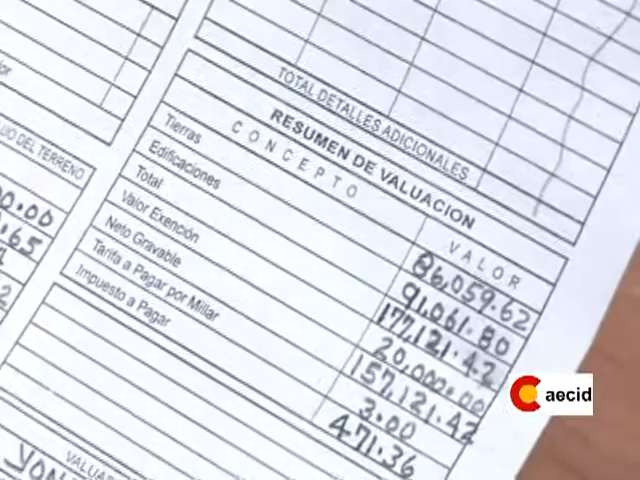 TOTAL DETALLES ADICIONALES
RESUMEN DE VALUACION
CONCEPTO VALOR
Tierras 86,059.62
Edificaciones 91,061.80
Total 177,121.42
Valor Exención 20,000.00
Neto Gravable 157,121.42
Tarifa a Pagar por Millar 3.00
Impuesto a Pagar 471.36
DEL TERRENO
aecid